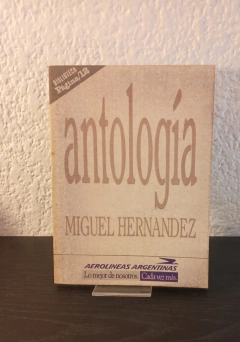 BIBLIOTECA
Página/12
antología
MIGUEL HERNANDEZ
AEROLINEAS ARGENTINAS
Lo mejor de nosotros. Cada vez más.